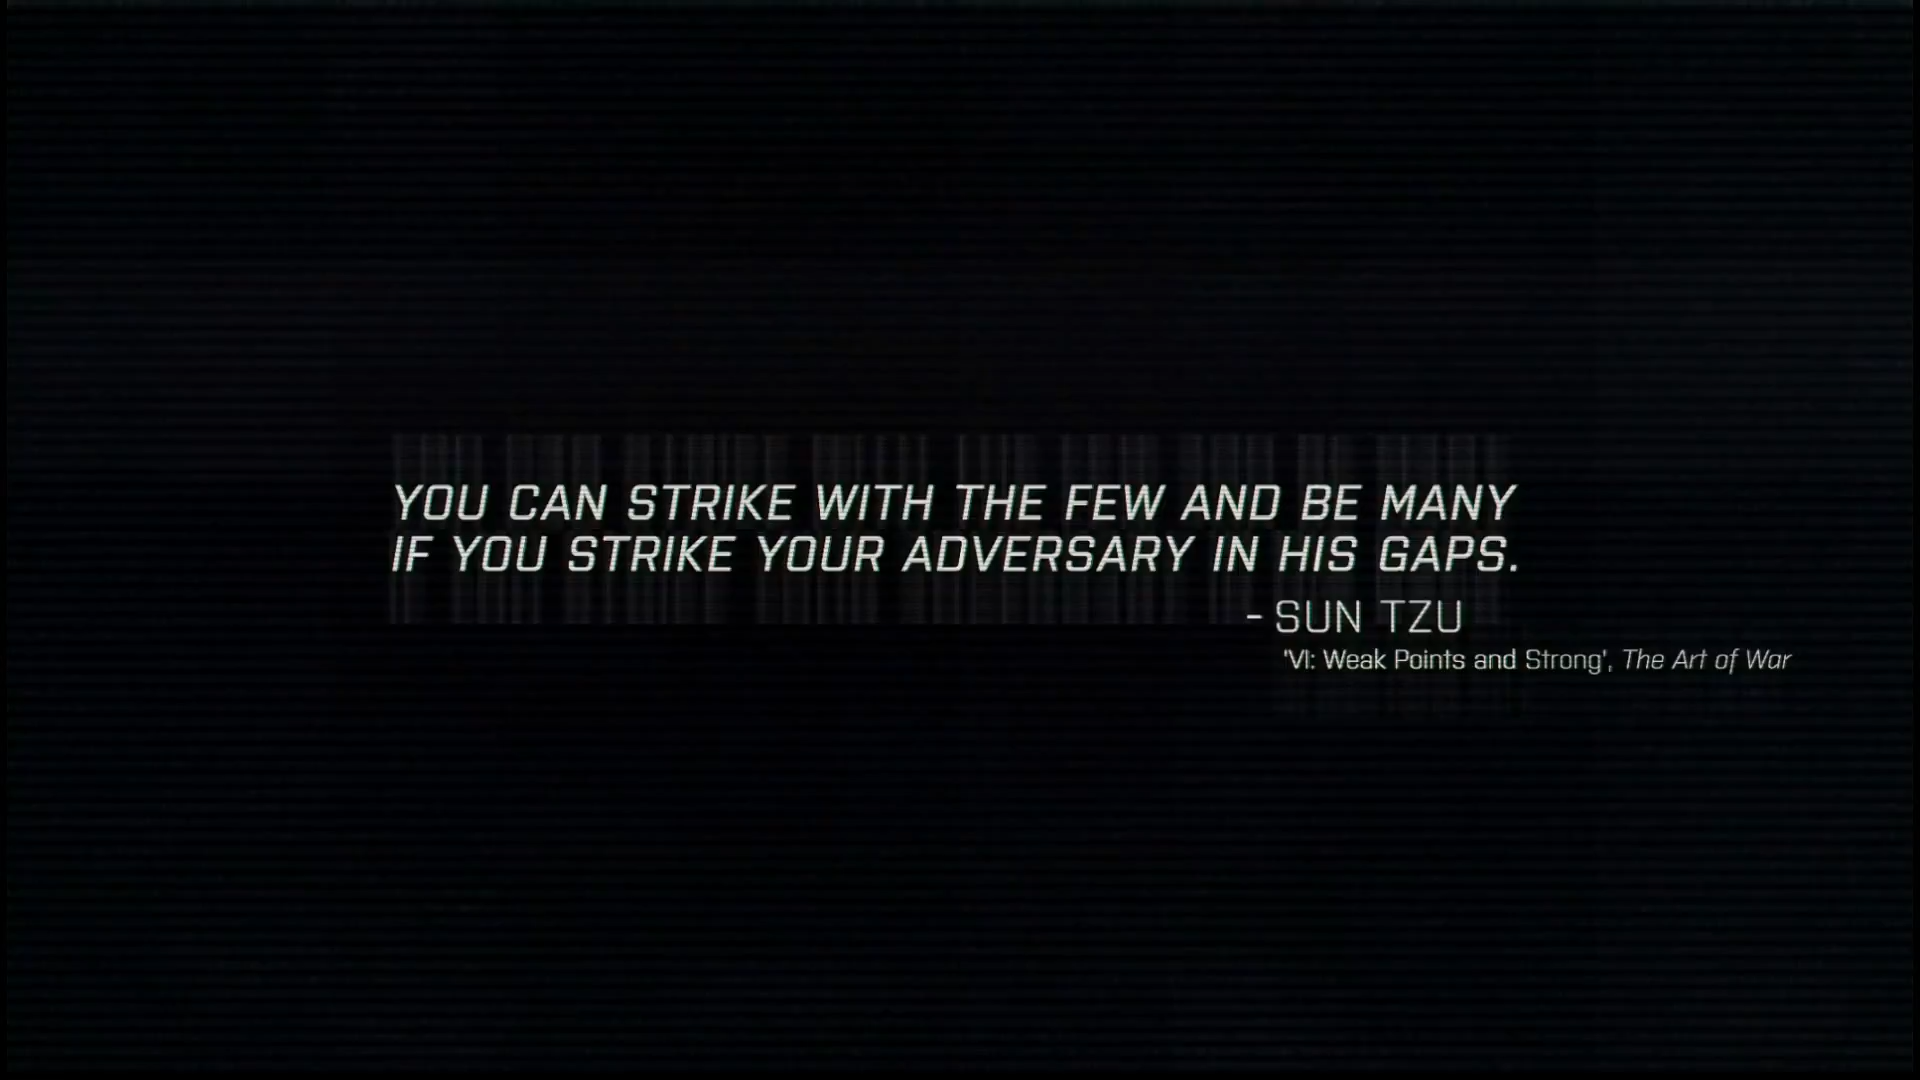 YOU CAN STRIKE WITH THE FEW AND BE MANY
IF YOU STRIKE YOUR ADVERSARY IN HIS GAPS.
- SUN TZU
'VI: Weak Points and Strong', The Art of War